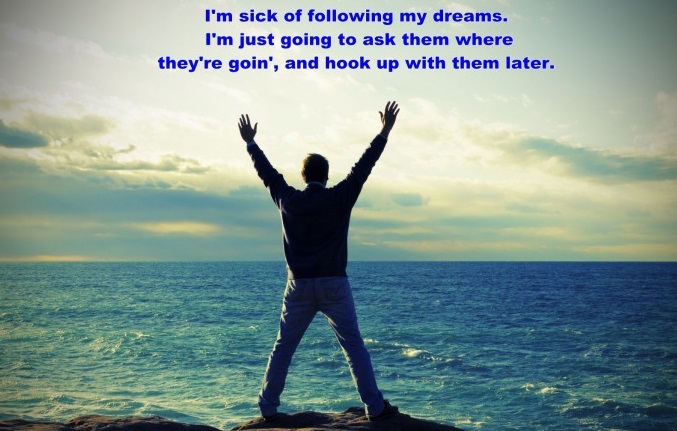 I'm sick of following my dreams.
I'm just going to ask them where
they're goin', and hook up with them later.